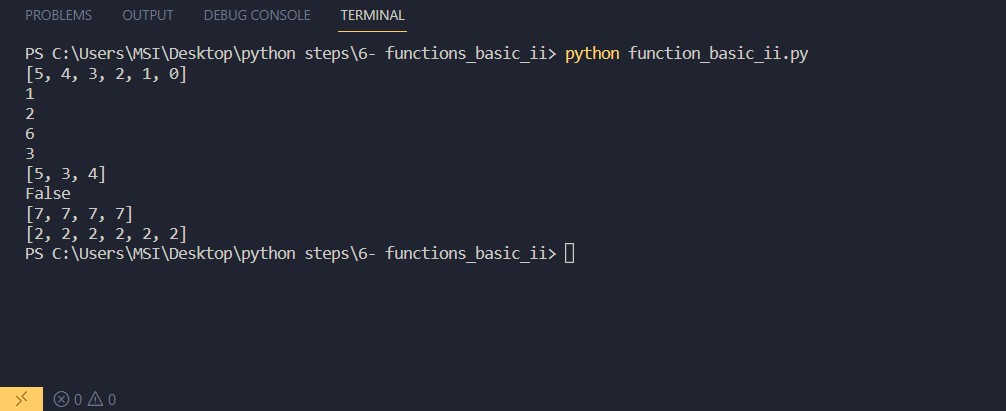 PROBLEMS OUTPUT DEBUG CONSOLE TERMINAL
PS C:\Users\MSI\Desktop\python steps\6- functions_basic_ii> python function_basic_ii.py
[5, 4, 3, 2, 1, 0]
1
2
6
3
[5, 3, 4]
False
[7, 7, 7, 7]
[2, 2, 2, 2, 2, 2]
PS C:\Users\MSI\Desktop\python steps\6- functions_basic_ii>
0 0